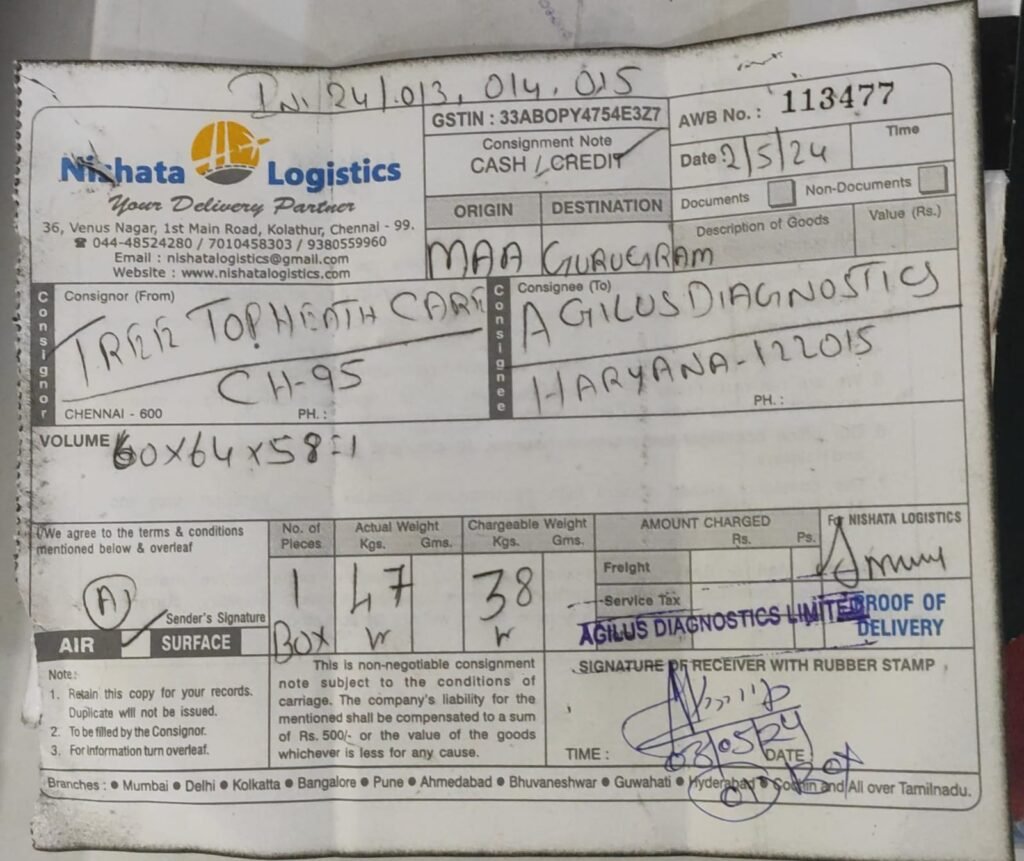 IN: 24/.013, 014, 015
GSTIN : 33ABOPY4754E3Z7
AWB No. : 113477
Consignment Note
CASH / CREDIT
Date : 2/5/24
Time
Nishata Logistics
Your Delivery Partner
Documents
Non-Documents
36, Venus Nagar, 1st Main Road, Kolathur, Chennai - 99.
☎ 044-48524280 / 7010458303 / 9380559960
Email : nishatalogistics@gmail.com
Website : www.nishatalogistics.com
ORIGIN
DESTINATION
Description of Goods
Value (Rs.)
MAA
GURUGRAM
Consignor
Consignor (From)
TREE TOP HEATH CARE
CH-95
CHENNAI - 600
PH. :
Consignee
Consignee (To)
AGILUS DIAGNOSTICS
HARYANA-122015
PH. :
VOLUME 60X64X58=1
I/We agree to the terms & conditions
mentioned below & overleaf
(A)
Sender's Signature
AIR
SURFACE
No. of
Pieces
1
BOX
Actual Weight
Kgs. Gms.
47
Chargeable Weight
Kgs. Gms.
38
AMOUNT CHARGED
Rs. Ps.
Freight
Service Tax
For NISHATA LOGISTICS
AGILUS DIAGNOSTICS LIMITED
PROOF OF
DELIVERY
Note:
1. Retain this copy for your records.
Duplicate will not be issued.
2. To be filled by the Consignor.
3. For information turn overleaf.
This is non-negotiable consignment
note subject to the conditions of
carriage. The company's liability for the
mentioned shall be compensated to a sum
of Rs. 500/- or the value of the goods
whichever is less for any cause.
SIGNATURE OF RECEIVER WITH RUBBER STAMP
03/05/24
TIME :
DATE
01 Box
Branches : ● Mumbai ● Delhi ● Kolkatta ● Bangalore ● Pune ● Ahmedabad ● Bhuvaneshwar ● Guwahati ● Hyderabad ● Cochin and All over Tamilnadu.